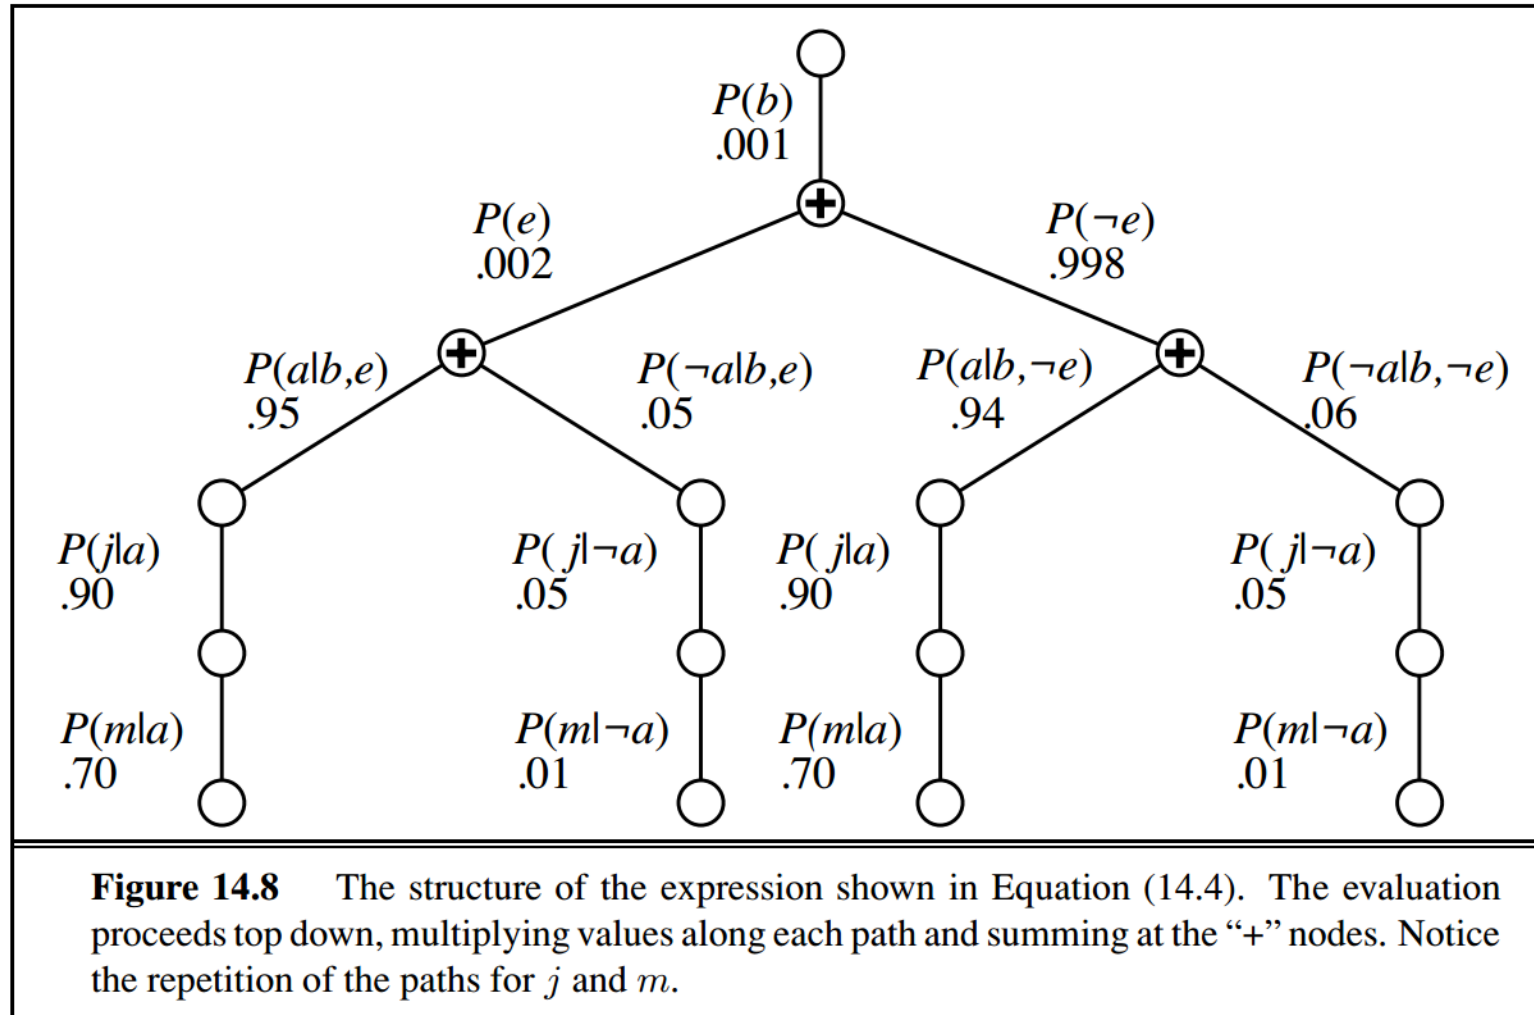 P(b)
.001
P(e)
.002
P(¬e)
.998
P(a|b,e)
.95
P(¬a|b,e)
.05
P(a|b,¬e)
.94
P(¬a|b,¬e)
.06
P(j|a)
.90
P( j|¬a)
.05
P( j|a)
.90
P( j|¬a)
.05
P(m|a)
.70
P(m|¬a)
.01
P(m|a)
.70
P(m|¬a)
.01
Figure 14.8 The structure of the expression shown in Equation (14.4). The evaluation
proceeds top down, multiplying values along each path and summing at the “+” nodes. Notice
the repetition of the paths for j and m.